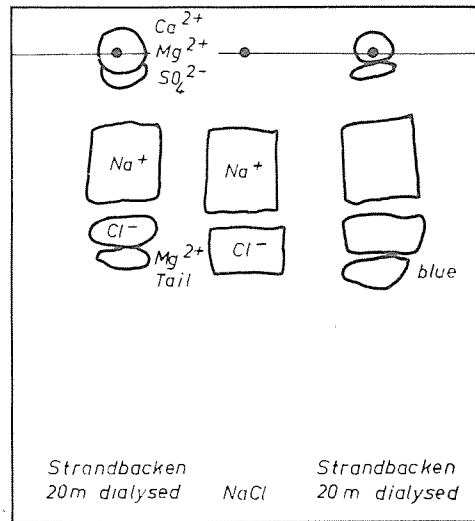 Ca²⁺
Mg²⁺
SO₄²⁻
Na⁺
Na⁺
Cl⁻
Mg²⁺
Tail
Cl⁻
blue
Strandbacken
20m dialysed
NaCl
Strandbacken
20m dialysed